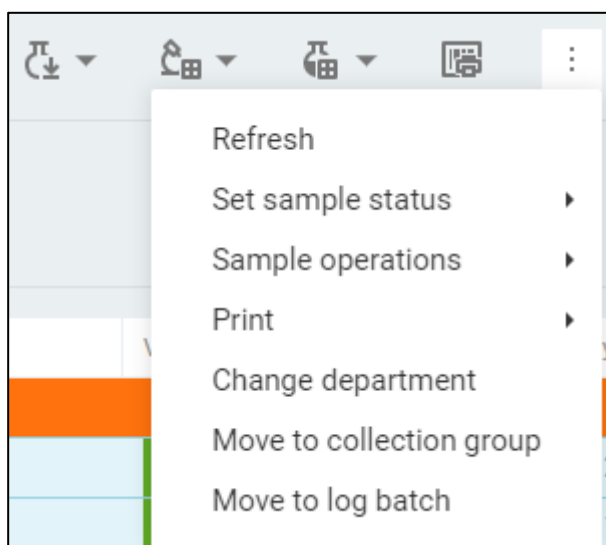 Refresh
Set sample status
Sample operations
Print
Change department
Move to collection group
Move to log batch